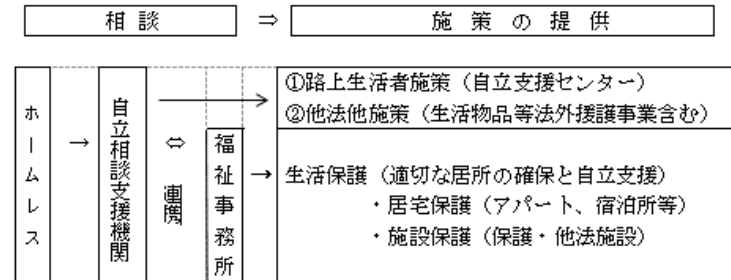 相 談 ⇒ 施 策 の 提 供
ホームレス
→
自立相談支援機関
⇔
連携
福祉事務所
→
①路上生活者施策(自立支援センター)
②他法他施策(生活物品等法外援護事業含む)
生活保護(適切な居所の確保と自立支援)
・居宅保護(アパート、宿泊所等)
・施設保護(保護・他法施設)